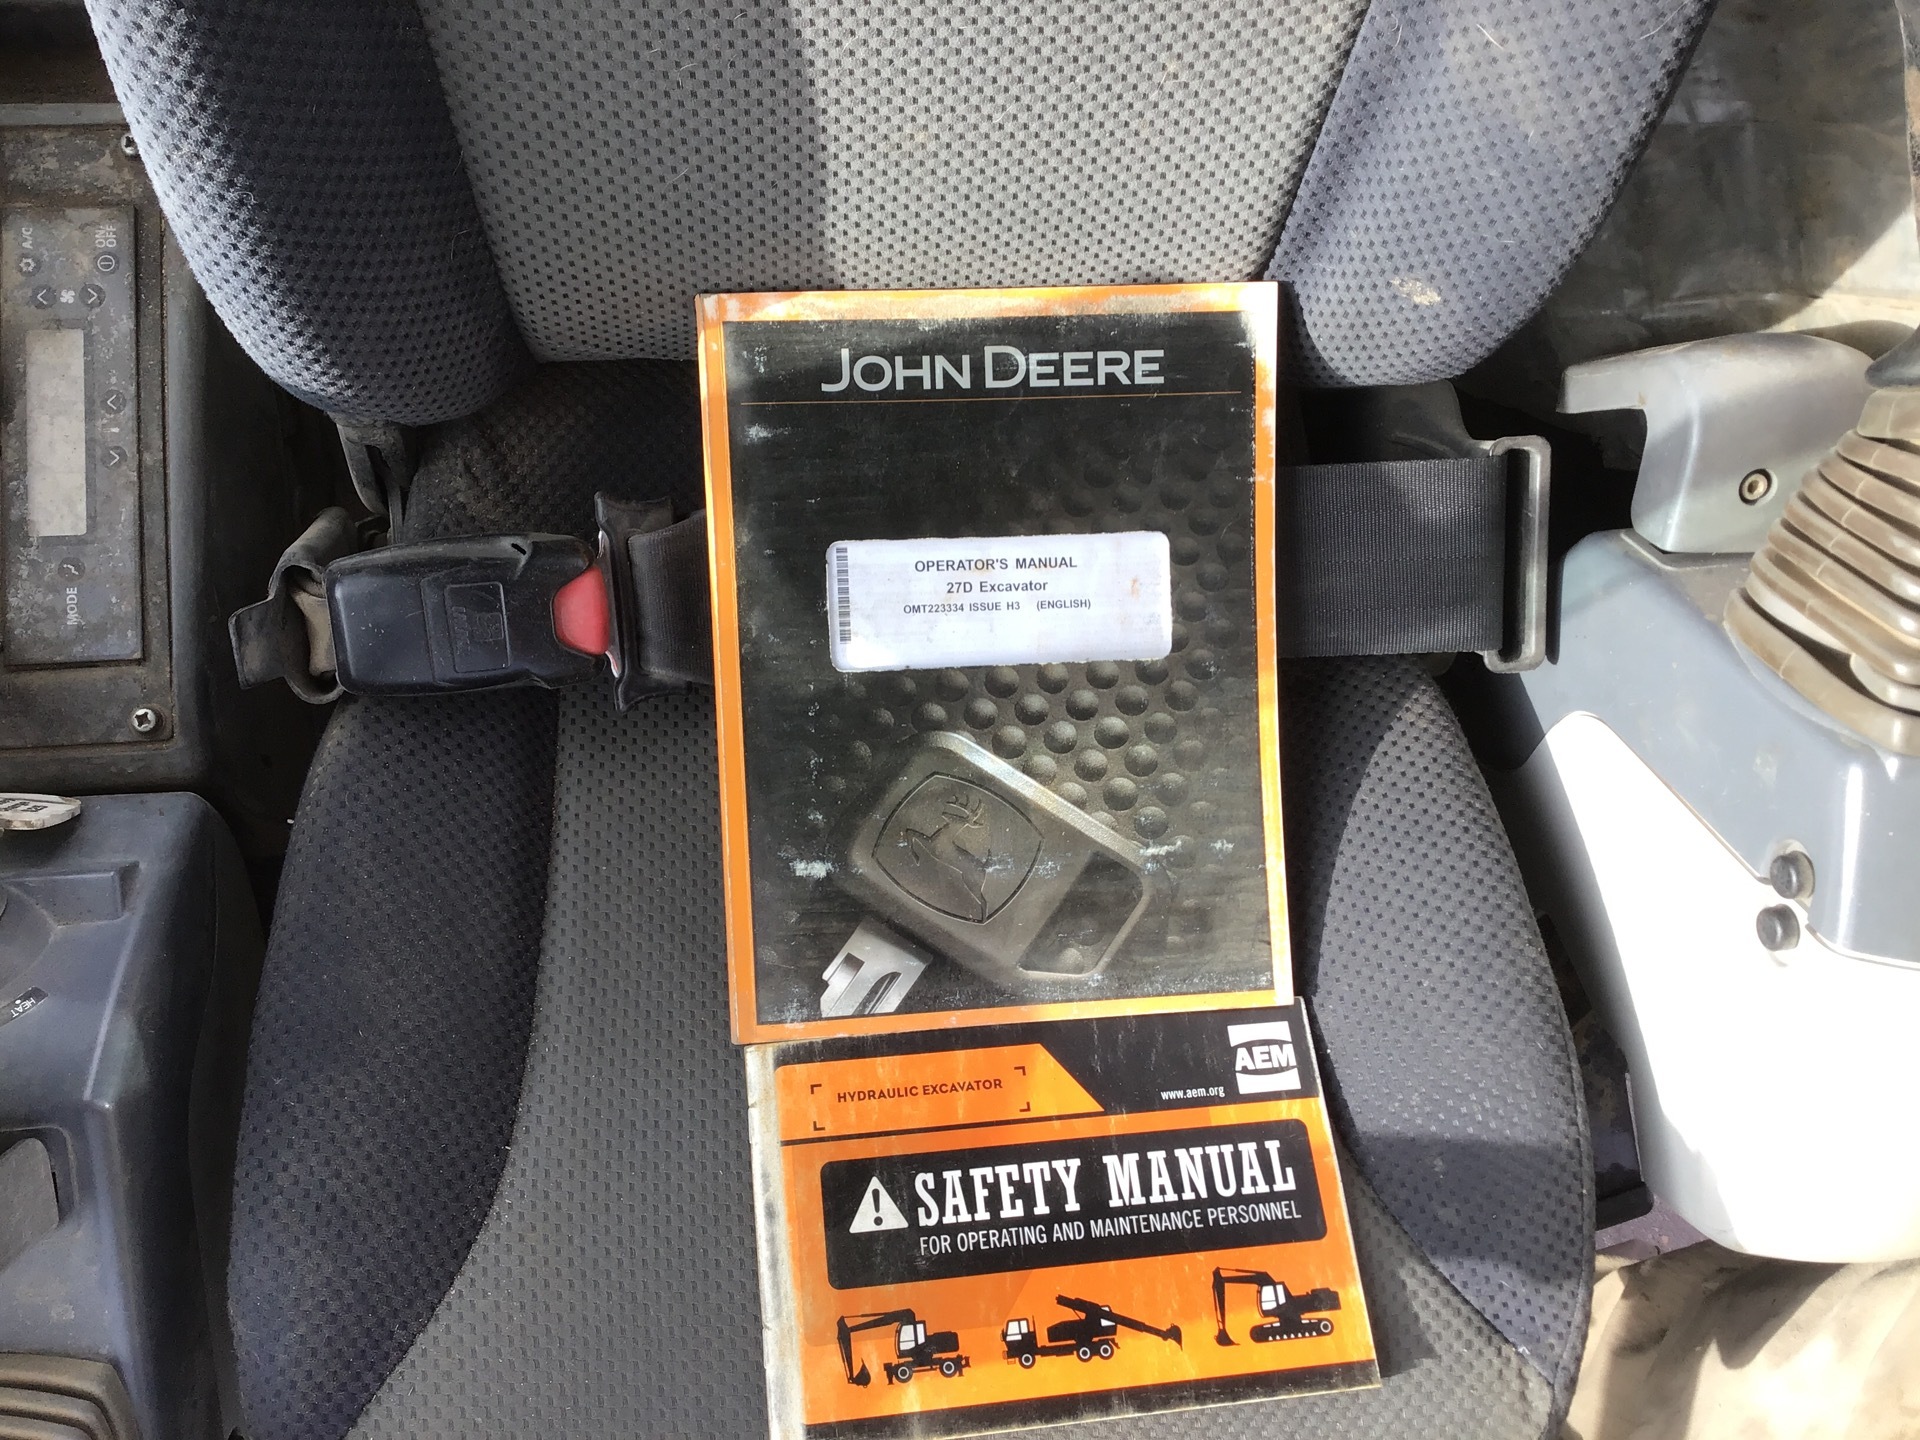 A/C
ON
OFF
MODE
HEAT
JOHN DEERE
OPERATOR'S MANUAL
27D Excavator
OMT223334 ISSUE H3 (ENGLISH)
HYDRAULIC EXCAVATOR
AEM
www.aem.org
SAFETY MANUAL
FOR OPERATING AND MAINTENANCE PERSONNEL